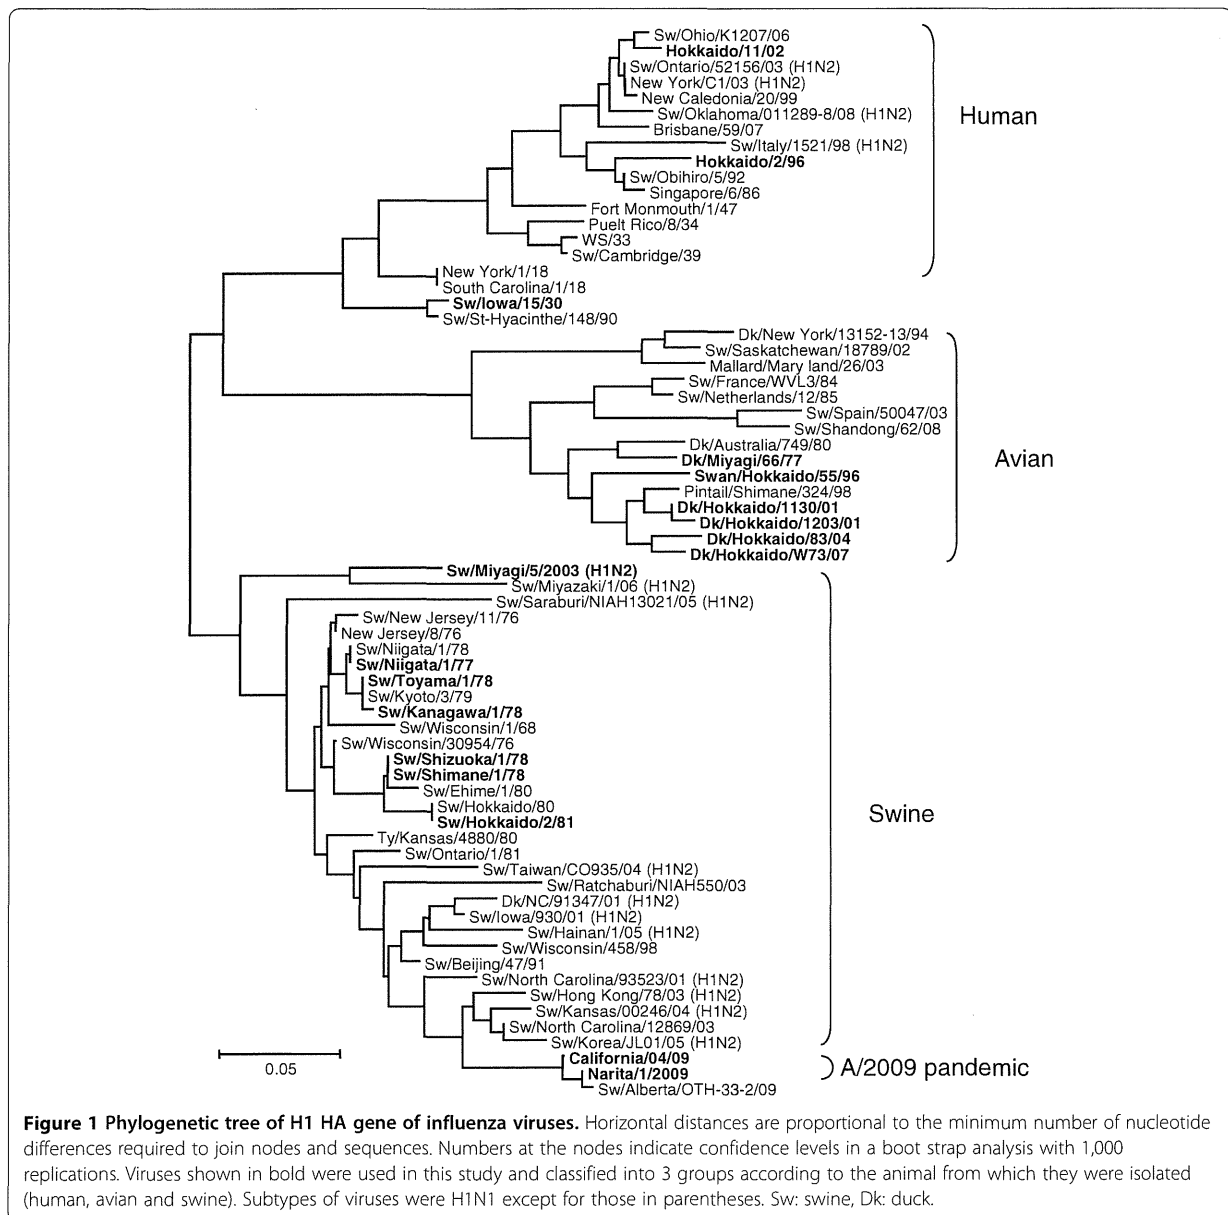 Sw/Ohio/K1207/06
Hokkaido/11/02
Sw/Ontario/52156/03 (H1N2)
New York/C1/03 (H1N2)
New Caledonia/20/99
Sw/Oklahoma/011289-8/08 (H1N2)
Brisbane/59/07
Sw/Italy/1521/98 (H1N2)
Hokkaido/2/96
Sw/Obihiro/5/92
Singapore/6/86
Fort Monmouth/1/47
Puelt Rico/8/34
WS/33
Sw/Cambridge/39
New York/1/18
South Carolina/1/18
Sw/Iowa/15/30
Sw/St-Hyacinthe/148/90
Human
Dk/New York/13152-13/94
Sw/Saskatchewan/18789/02
Mallard/Mary land/26/03
Sw/France/WVL3/84
Sw/Netherlands/12/85
Sw/Spain/50047/03
Sw/Shandong/62/08
Dk/Australia/749/80
Dk/Miyagi/66/77
Swan/Hokkaido/55/96
Pintail/Shimane/324/98
Dk/Hokkaido/1130/01
Dk/Hokkaido/1203/01
Dk/Hokkaido/83/04
Dk/Hokkaido/W73/07
Avian
Sw/Miyagi/5/2003 (H1N2)
Sw/Miyazaki/1/06 (H1N2)
Sw/Saraburi/NIAH13021/05 (H1N2)
Sw/New Jersey/11/76
New Jersey/8/76
Sw/Niigata/1/78
Sw/Niigata/1/77
Sw/Toyama/1/78
Sw/Kyoto/3/79
Sw/Kanagawa/1/78
Sw/Wisconsin/1/68
Sw/Wisconsin/30954/76
Sw/Shizuoka/1/78
Sw/Shimane/1/78
Sw/Ehime/1/80
Sw/Hokkaido/80
Sw/Hokkaido/2/81
Ty/Kansas/4880/80
Sw/Ontario/1/81
Sw/Taiwan/CO935/04 (H1N2)
Sw/Ratchaburi/NIAH550/03
Dk/NC/91347/01 (H1N2)
Sw/Iowa/930/01 (H1N2)
Sw/Hainan/1/05 (H1N2)
Sw/Wisconsin/458/98
Sw/Beijing/47/91
Sw/North Carolina/93523/01 (H1N2)
Sw/Hong Kong/78/03 (H1N2)
Sw/Kansas/00246/04 (H1N2)
Sw/North Carolina/12869/03
Sw/Korea/JL01/05 (H1N2)
Swine
California/04/09
Narita/1/2009
Sw/Alberta/OTH-33-2/09
A/2009 pandemic
0.05
Figure 1 Phylogenetic tree of H1 HA gene of influenza viruses. Horizontal distances are proportional to the minimum number of nucleotide
differences required to join nodes and sequences. Numbers at the nodes indicate confidence levels in a boot strap analysis with 1,000
replications. Viruses shown in bold were used in this study and classified into 3 groups according to the animal from which they were isolated
(human, avian and swine). Subtypes of viruses were H1N1 except for those in parentheses. Sw: swine, Dk: duck.